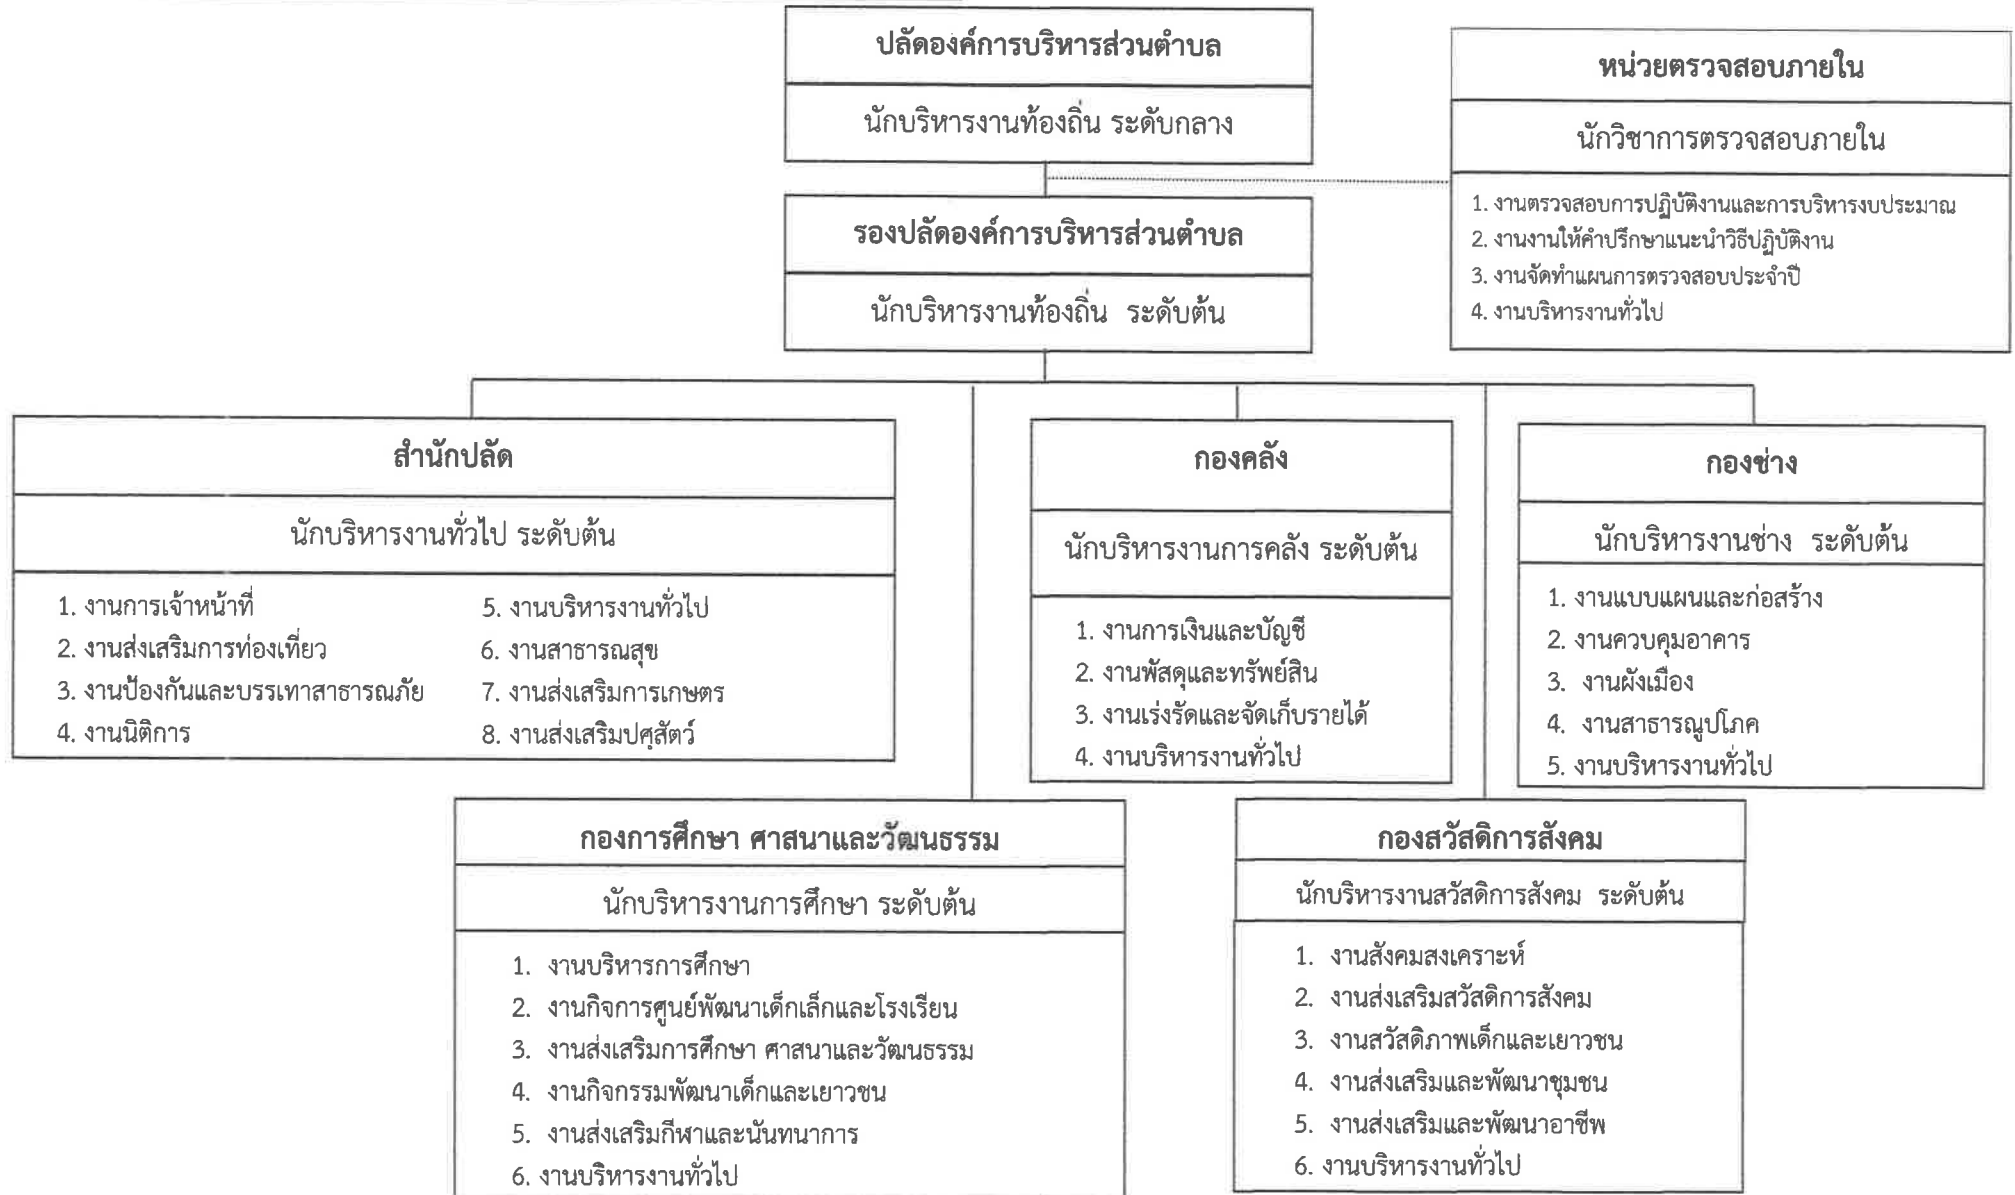 ปลัดองค์การบริหารส่วนตำบล
นักบริหารงานท้องถิ่น ระดับกลาง
หน่วยตรวจสอบภายใน
นักวิชาการตรวจสอบภายใน
1. งานตรวจสอบการปฏิบัติงานและการบริหารงบประมาณ
2. งานงานให้คำปรึกษาแนะนำวิธีปฏิบัติงาน
3. งานจัดทำแผนการตรวจสอบประจำปี
4. งานบริหารงานทั่วไป
รองปลัดองค์การบริหารส่วนตำบล
นักบริหารงานท้องถิ่น ระดับต้น
สำนักปลัด
นักบริหารงานทั่วไป ระดับต้น
1. งานการเจ้าหน้าที่
2. งานส่งเสริมการท่องเที่ยว
3. งานป้องกันและบรรเทาสาธารณภัย
4. งานนิติการ
5. งานบริหารงานทั่วไป
6. งานสาธารณสุข
7. งานส่งเสริมการเกษตร
8. งานส่งเสริมปศุสัตว์
กองคลัง
นักบริหารงานการคลัง ระดับต้น
1. งานการเงินและบัญชี
2. งานพัสดุและทรัพย์สิน
3. งานเร่งรัดและจัดเก็บรายได้
4. งานบริหารงานทั่วไป
กองช่าง
นักบริหารงานช่าง ระดับต้น
1. งานแบบแผนและก่อสร้าง
2. งานควบคุมอาคาร
3. งานผังเมือง
4. งานสาธารณูปโภค
5. งานบริหารงานทั่วไป
กองการศึกษา ศาสนาและวัฒนธรรม
นักบริหารงานการศึกษา ระดับต้น
1. งานบริหารการศึกษา
2. งานกิจการศูนย์พัฒนาเด็กเล็กและโรงเรียน
3. งานส่งเสริมการศึกษา ศาสนาและวัฒนธรรม
4. งานกิจกรรมพัฒนาเด็กและเยาวชน
5. งานส่งเสริมกีฬาและนันทนาการ
6. งานบริหารงานทั่วไป
กองสวัสดิการสังคม
นักบริหารงานสวัสดิการสังคม ระดับต้น
1. งานสังคมสงเคราะห์
2. งานส่งเสริมสวัสดิการสังคม
3. งานสวัสดิภาพเด็กและเยาวชน
4. งานส่งเสริมและพัฒนาชุมชน
5. งานส่งเสริมและพัฒนาอาชีพ
6. งานบริหารงานทั่วไป